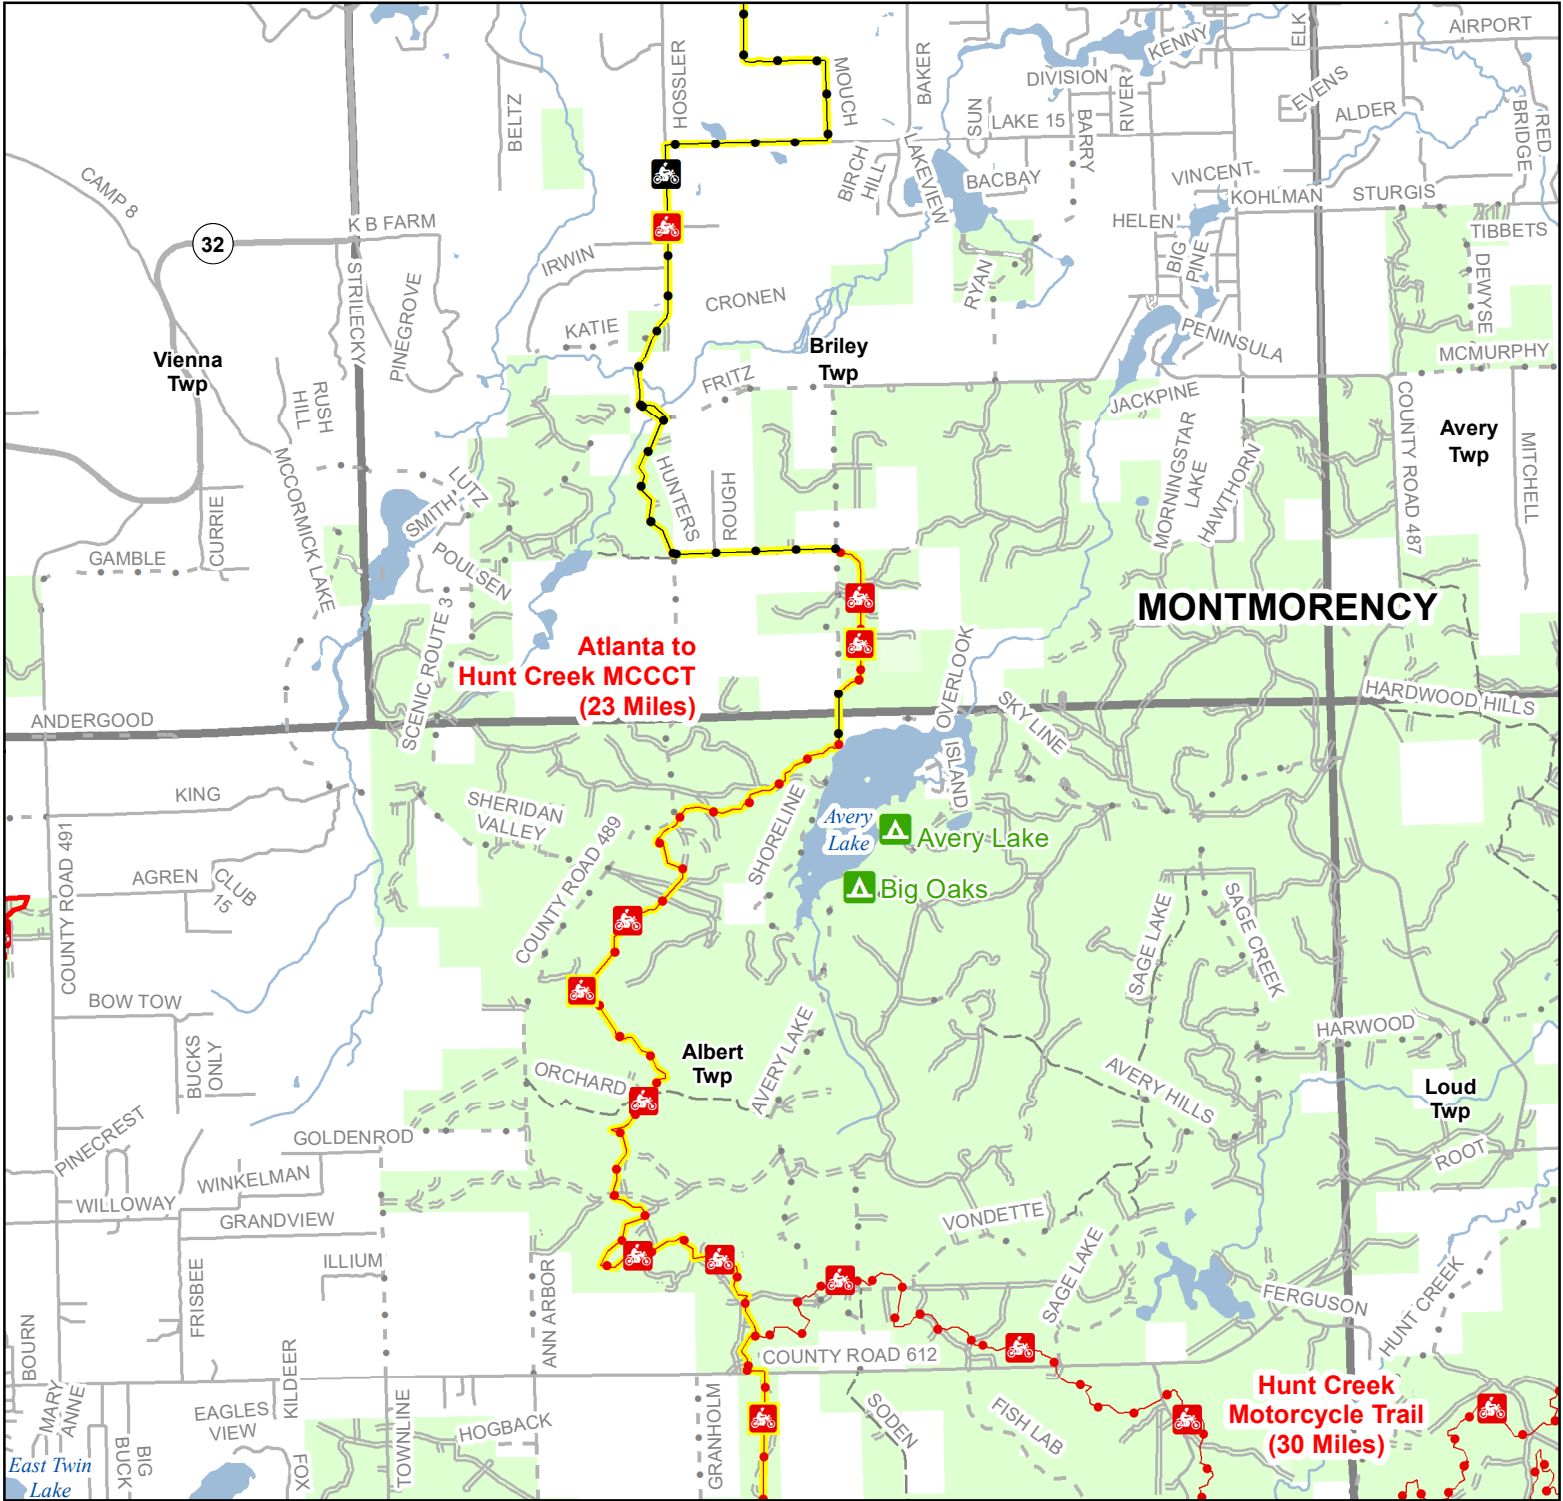 AIRPORT
ELK
KENNY
HOSSLER
MOUCH
BAKER
DIVISION
RIVER
EVENS
BELTZ
SUN
LAKE 15
BARRY
ALDER
RED
BRIDGE
BIRCH
HILL
LAKEVIEW
BACBAY
VINCENT
KOHLMAN
STURGIS
CAMP 8
32
K B FARM
HELEN
TIBBETS
STRILECKY
PINEGROVE
IRWIN
RYAN
BIG
PINE
DEWYSE
CRONEN
KATIE
PENINSULA
Vienna
Twp
Briley
Twp
MCMURPHY
RUSH
HILL
FRITZ
JACKPINE
COUNTY ROAD 487
Avery
Twp
MITCHELL
MCCORMICK LAKE
LUTZ
SMITH
HUNTERS
ROUGH
MORNINGSTAR
LAKE
HAWTHORN
CURRIE
GAMBLE
POULSEN
SCENIC ROUTE 3
MONTMORENCY
Atlanta to
Hunt Creek MCCCT
(23 Miles)
OVERLOOK
SKY LINE
HARDWOOD HILLS
ANDERGOOD
ISLAND
KING
SHERIDAN
VALLEY
COUNTY ROAD 489
SHORELINE
Avery
Lake
Avery Lake
Big Oaks
COUNTY ROAD 491
AGREN
CLUB
15
SAGE LAKE
SAGE CREEK
BOW TOW
BUCKS
ONLY
HARWOOD
ORCHARD
Albert
Twp
AVERY LAKE
AVERY HILLS
Loud
Twp
PINECREST
GOLDENROD
ROOT
WINKELMAN
WILLOWAY
GRANDVIEW
VONDETTE
ILLIUM
FRISBEE
ANN ARBOR
SAGE LAKE
FERGUSON
HUNT CREEK
BOURN
COUNTY ROAD 612
MARY
ANNE
KILDEER
EAGLES
VIEW
TOWNLINE
HOGBACK
GRANHOLM
SODEN
FISH LAB
Hunt Creek
Motorcycle Trail
(30 Miles)
BIG
BUCK
FOX
East Twin
Lake